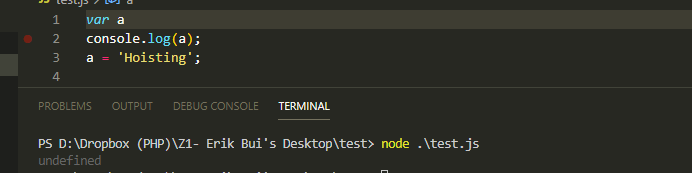 test.js > a
1 var a
2 console.log(a);
3 a = 'Hoisting';
4
PROBLEMS OUTPUT DEBUG CONSOLE TERMINAL
PS D:\Dropbox (PHP)\Z1- Erik Bui's Desktop\test> node .\test.js
undefined